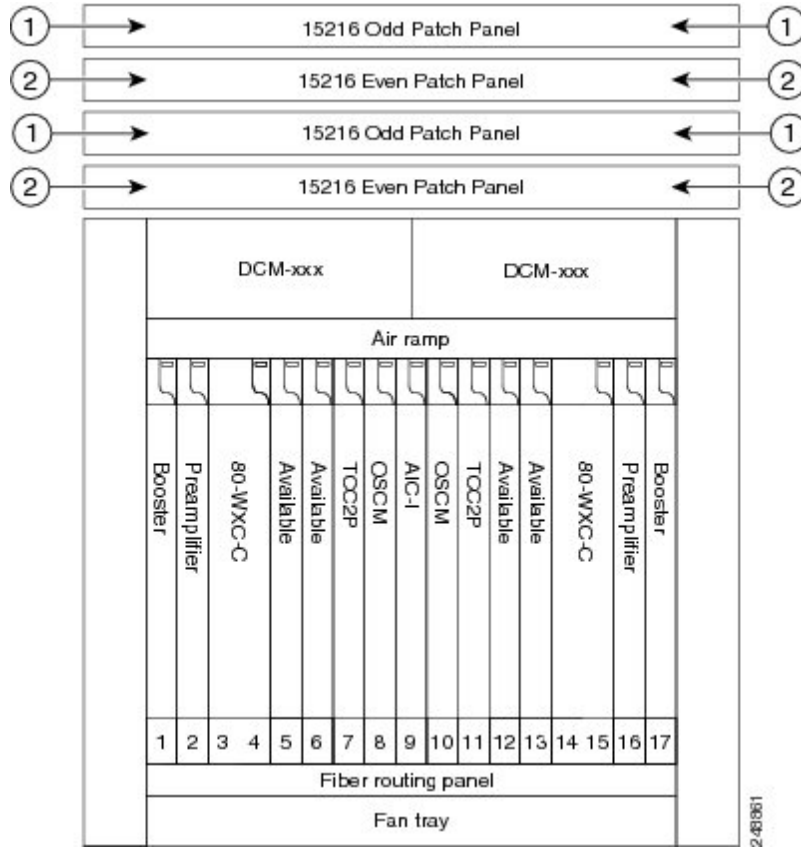 1 15216 Odd Patch Panel 1
2 15216 Even Patch Panel 2
1 15216 Odd Patch Panel 1
2 15216 Even Patch Panel 2
DCM-xxx DCM-xxx
Air ramp
Booster
Preamplifier
80-WXC-C
Available
Available
TCC2P
OSCM
AIC-I
OSCM
TCC2P
Available
Available
80-WXC-C
Preamplifier
Booster
1 2 3 4 5 6 7 8 9 10 11 12 13 14 15 16 17
Fiber routing panel
Fan tray
248861